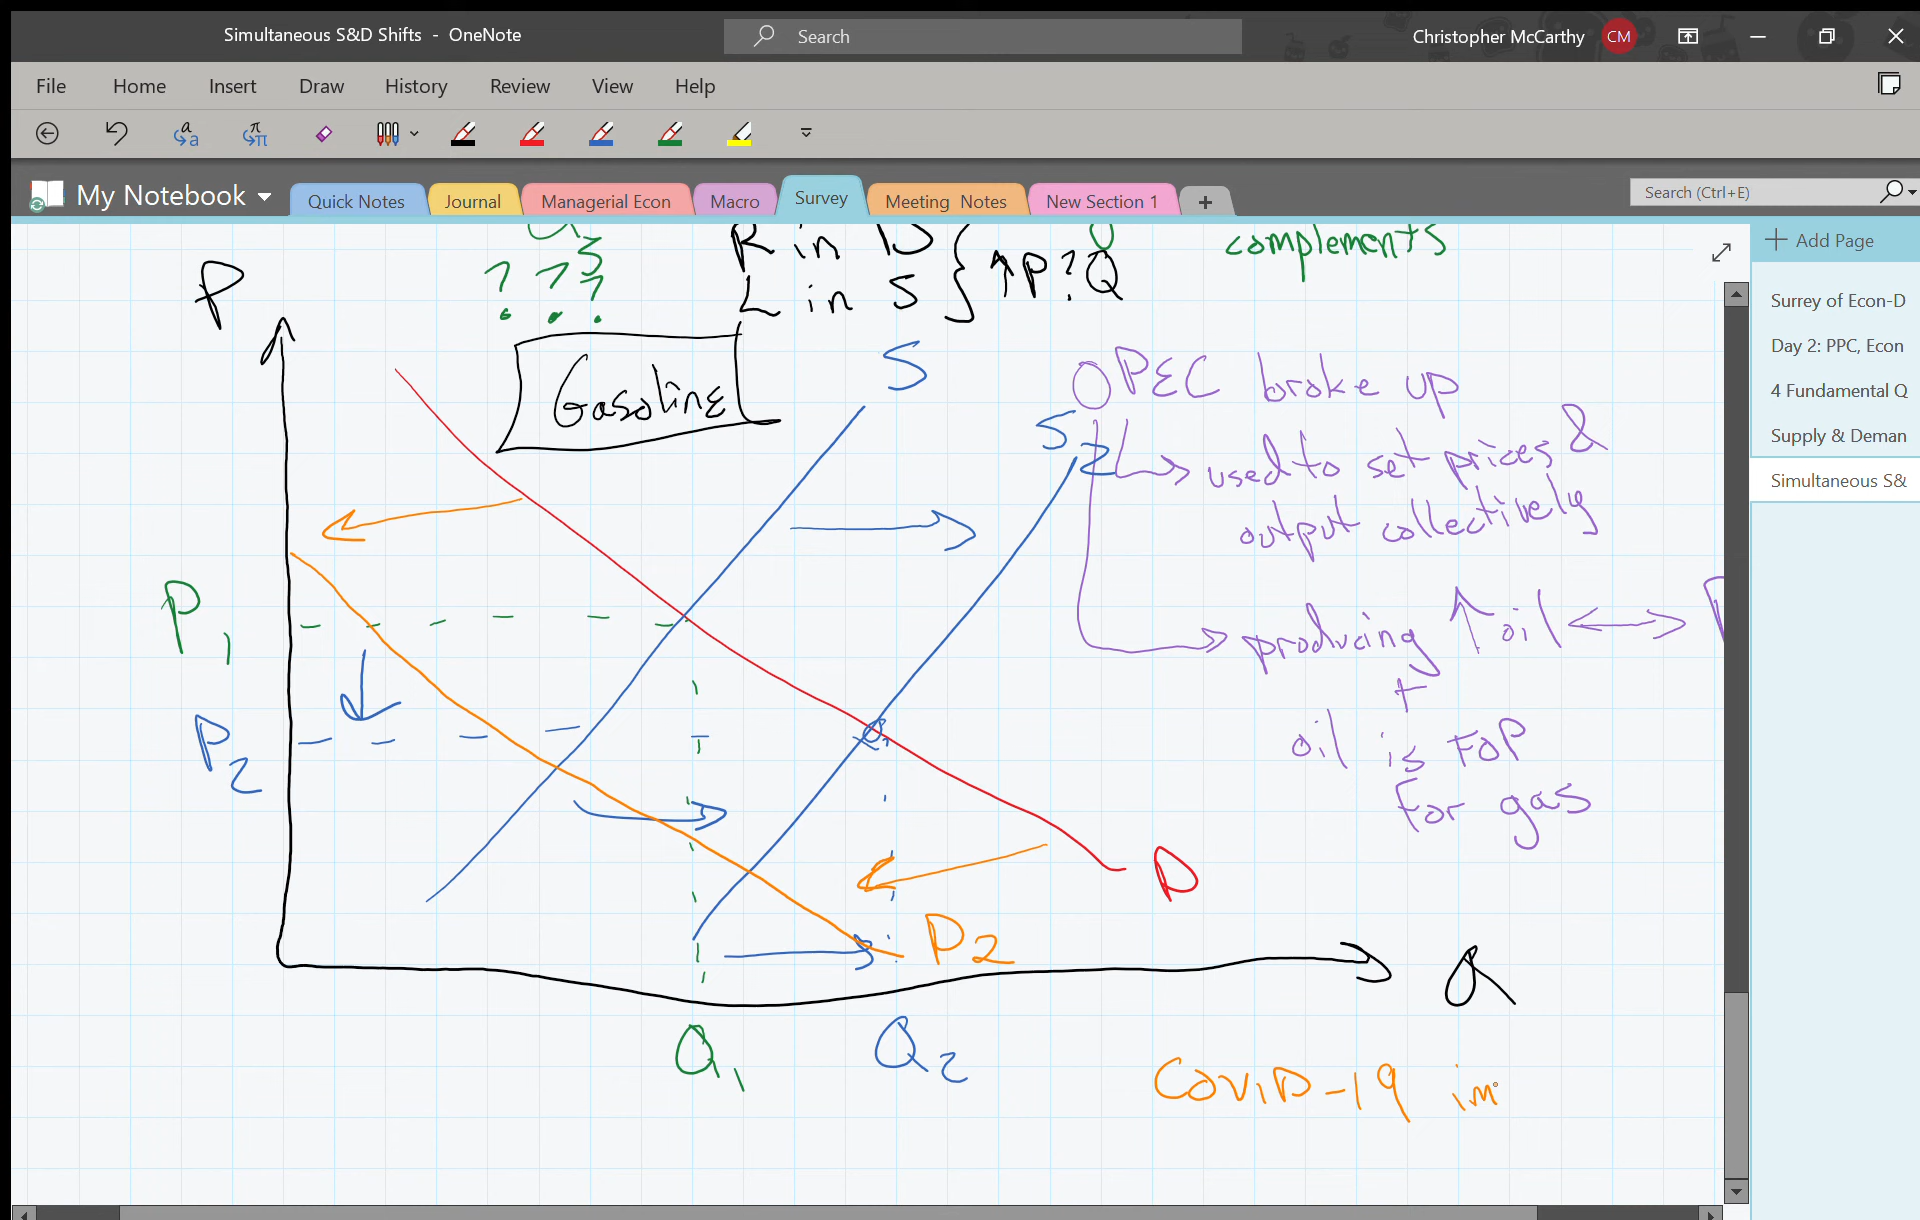 Simultaneous S&D Shifts - OneNote
Search
Christopher McCarthy
CM
File Home Insert Draw History Review View Help
My Notebook
Quick Notes
Journal
Managerial Econ
Macro
Survey
Meeting Notes
New Section 1
+
Search (Ctrl+E)
Add Page
Surrey of Econ-D
Day 2: PPC, Econ
4 Fundamental Q
Supply & Deman
Simultaneous S&
3
? ? ?
R in D
L in S
} ↑P ? Q
complements
P
Gasoline
S
OPEC broke up
S2
used to set prices &
output collectively
P1
producing ↑ oil ↔
+
P2
oil is FOP
For gas
D
P2
Q
Q1
Q2
COVID-19 im